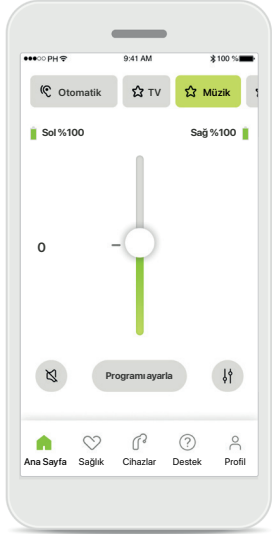 PH 9:41 AM 100 %
Otomatik TV Müzik
Sol %100 Sağ %100
0
Programı ayarla
Ana Sayfa Sağlık Cihazlar Destek Profil